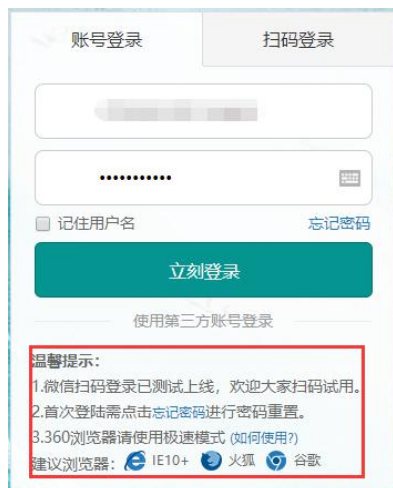 账号登录
扫码登录
•••••••••••
记住用户名
忘记密码
立刻登录
使用第三方账号登录
温馨提示：
1.微信扫码登录已测试上线，欢迎大家扫码试用。
2.首次登陆需点击忘记密码进行密码重置。
3.360浏览器请使用极速模式 (如何使用?)
建议浏览器： IE10+ 火狐 谷歌